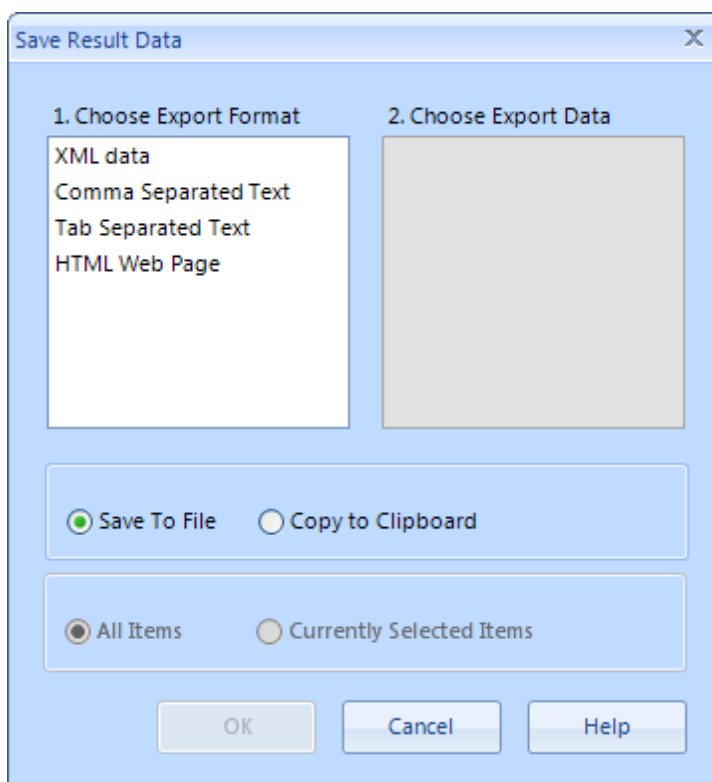 Save Result Data
1. Choose Export Format
2. Choose Export Data
XML data
Comma Separated Text
Tab Separated Text
HTML Web Page
Save To File
Copy to Clipboard
All Items
Currently Selected Items
OK
Cancel
Help